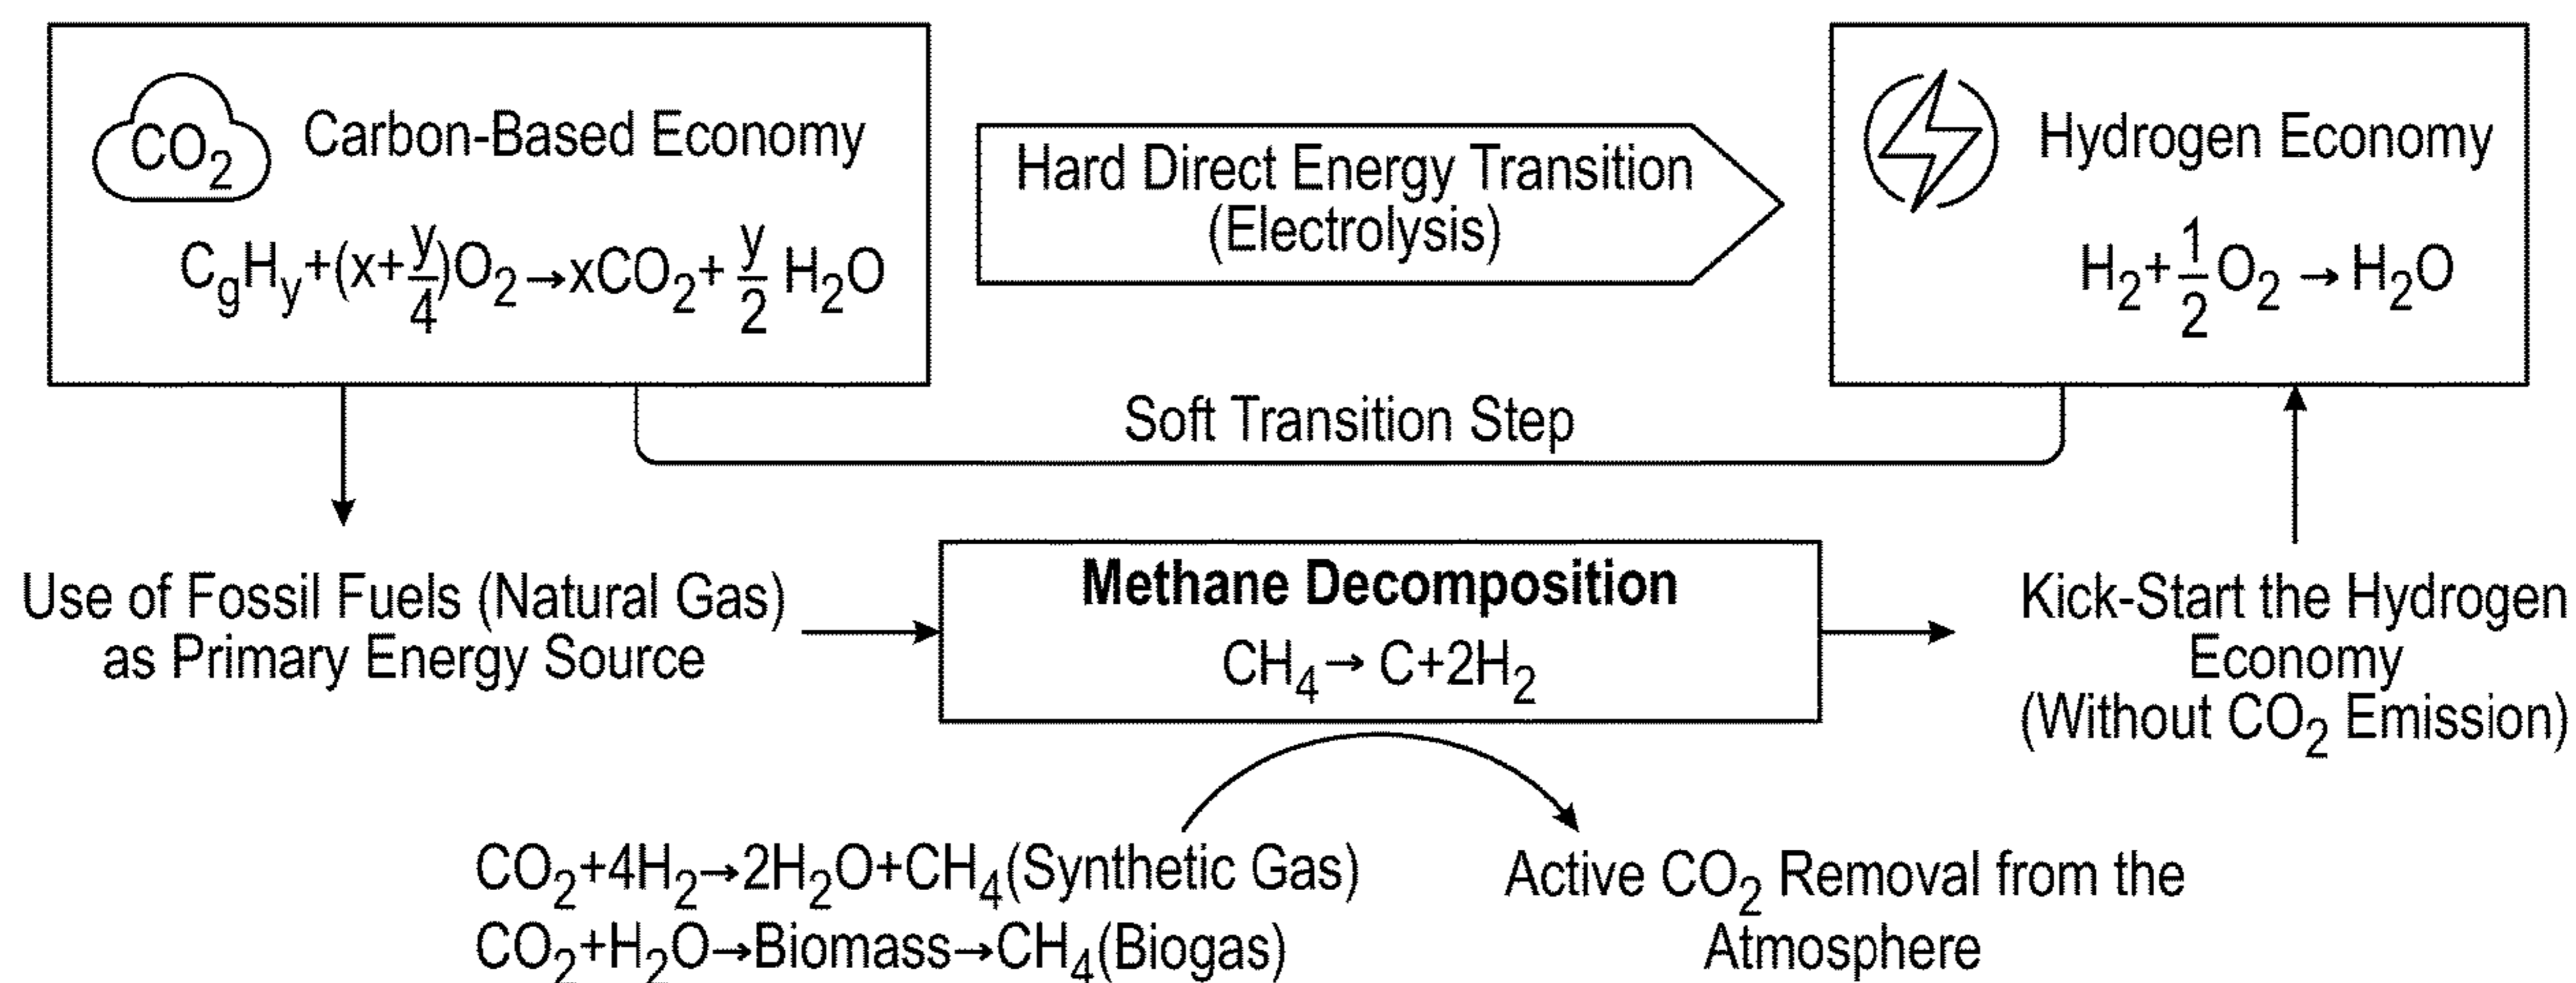 CO₂ Carbon-Based Economy
CgHy+(x+y/4)O₂→xCO₂+ y/2 H₂O
Hard Direct Energy Transition
(Electrolysis)
Hydrogen Economy
H₂+1/2O₂→H₂O
Soft Transition Step
Use of Fossil Fuels (Natural Gas)
as Primary Energy Source
Methane Decomposition
CH₄→C+2H₂
Kick-Start the Hydrogen
Economy
(Without CO₂ Emission)
CO₂+4H₂→2H₂O+CH₄(Synthetic Gas)
CO₂+H₂O→Biomass→CH₄(Biogas)
Active CO₂ Removal from the
Atmosphere